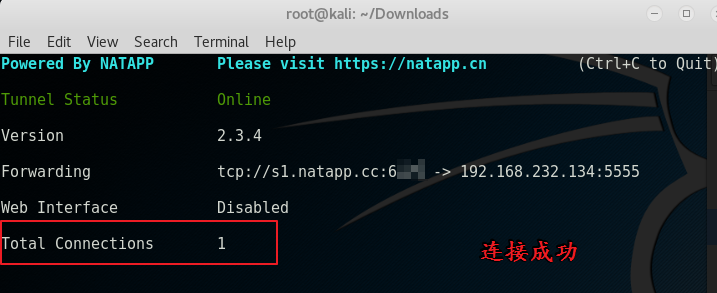 root@kali: ~/Downloads
File Edit View Search Terminal Help
Powered By NATAPP Please visit https://natapp.cn (Ctrl+C to Quit)
Tunnel Status Online
Version 2.3.4
Forwarding tcp://s1.natapp.cc:6 -> 192.168.232.134:5555
Web Interface Disabled
Total Connections 1
连接成功